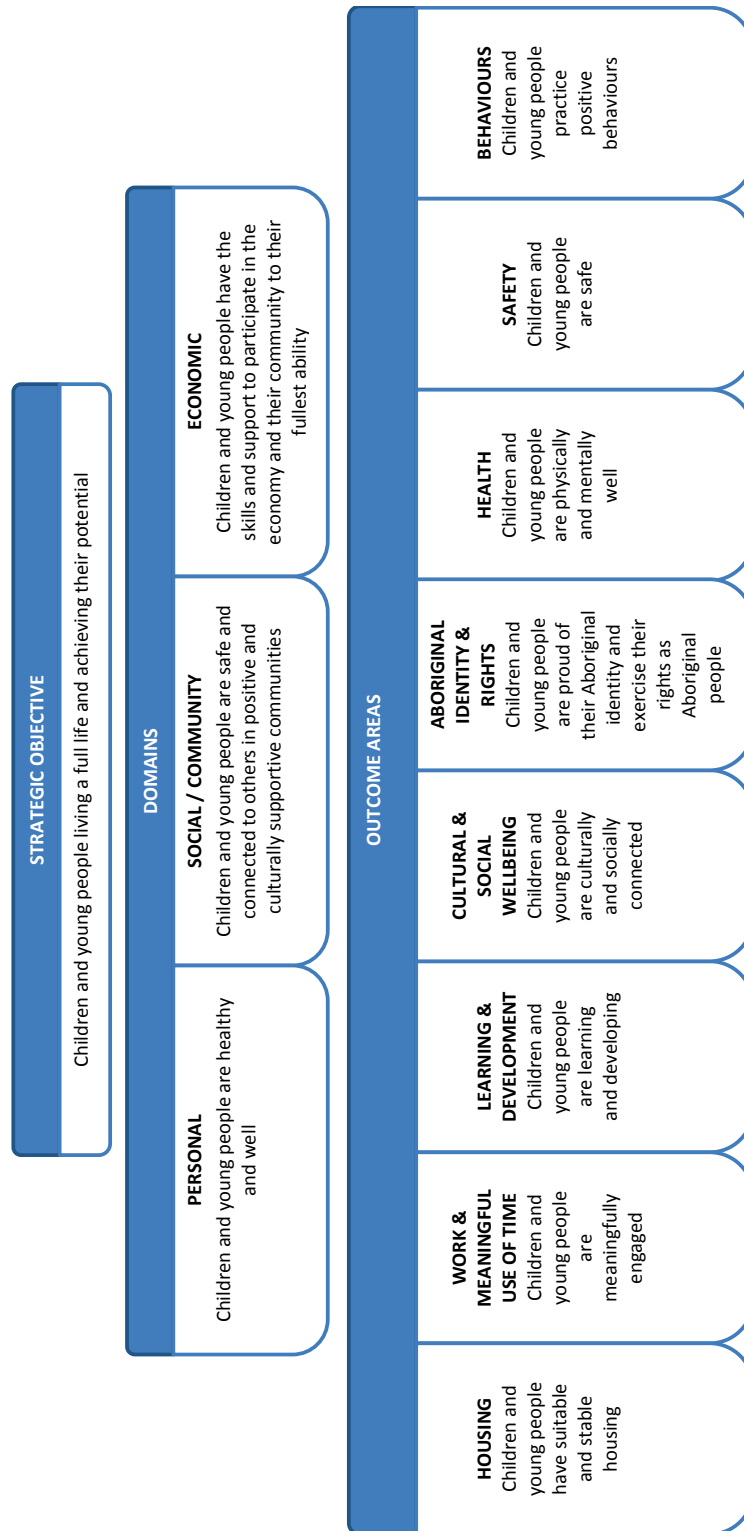 STRATEGIC OBJECTIVE
Children and young people living a full life and achieving their potential
DOMAINS
PERSONAL
Children and young people are healthy
and well
SOCIAL / COMMUNITY
Children and young people are safe and
connected to others in positive and
culturally supportive communities
ECONOMIC
Children and young people have the
skills and support to participate in the
economy and their community to their
fullest ability
OUTCOME AREAS
HOUSING
Children and
young people
have suitable
and stable
housing
WORK &
MEANINGFUL
USE OF TIME
Children and
young people
are
meaningfully
engaged
LEARNING &
DEVELOPMENT
Children and
young people
are learning
and developing
CULTURAL &
SOCIAL
WELLBEING
Children and
young people
are culturally
and socially
connected
ABORIGINAL
IDENTITY &
RIGHTS
Children and
young people
are proud of
their Aboriginal
identity and
exercise their
rights as
Aboriginal
people
HEALTH
Children and
young people
are physically
and mentally
well
SAFETY
Children and
young people
are safe
BEHAVIOURS
Children and
young people
practice
positive
behaviours